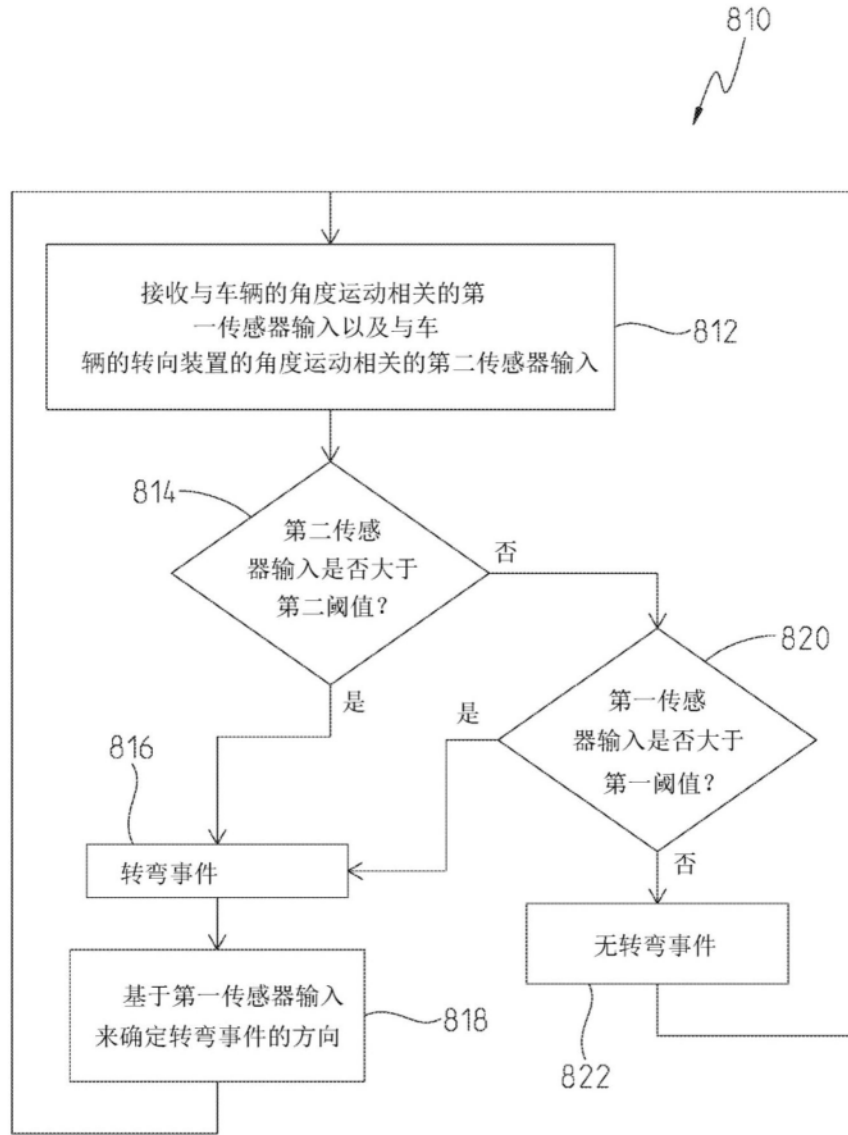 810
接收与车辆的角度运动相关的第
一传感器输入以及与车
辆的转向装置的角度运动相关的第二传感器输入
812
814
第二传感
器输入是否大于
第二阈值?
否
是
820
第一传感
器输入是否大于
第一阈值?
是
否
816
转弯事件
无转弯事件
822
基于第一传感器输入
来确定转弯事件的方向
818